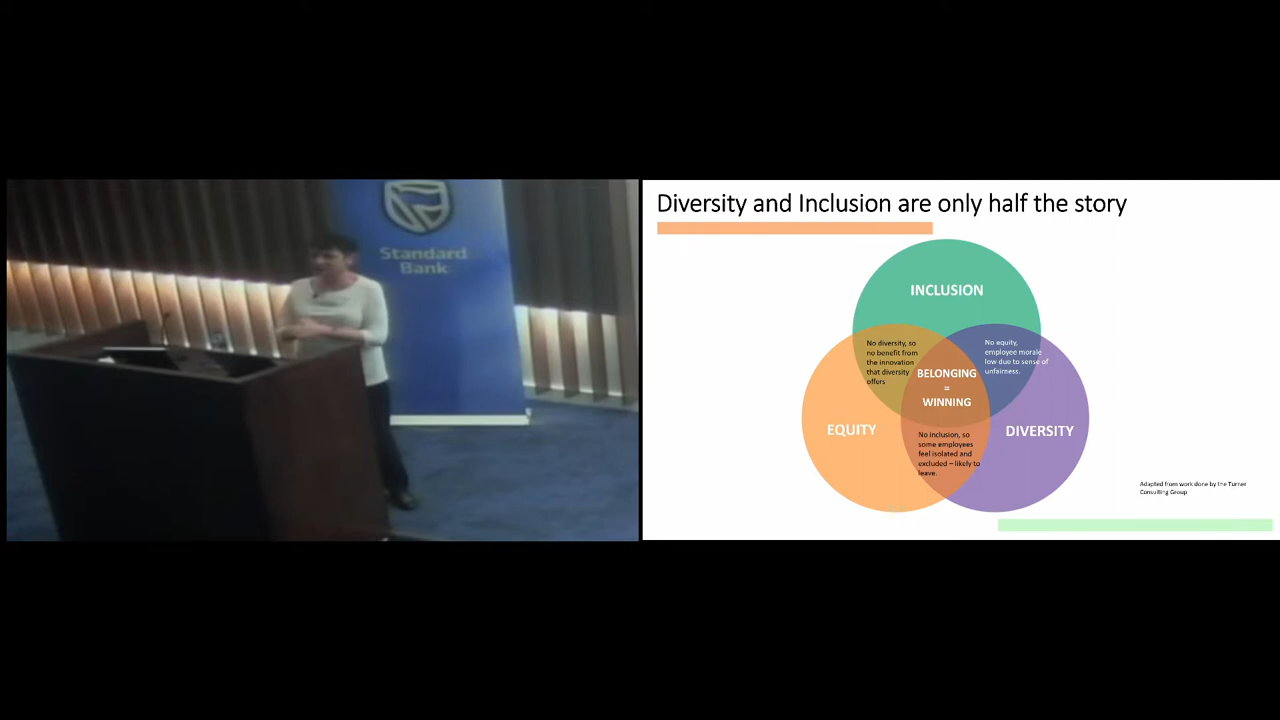 Standard
Bank
Diversity and Inclusion are only half the story
INCLUSION
No diversity, so
no benefit from
the innovation
that diversity
offers
No equity,
employee morale
low due to sense of
unfairness.
BELONGING
=
WINNING
EQUITY
DIVERSITY
No inclusion, so
some employees
feel isolated and
excluded – likely to
leave.
Adapted from work done by the Turner
Consulting Group